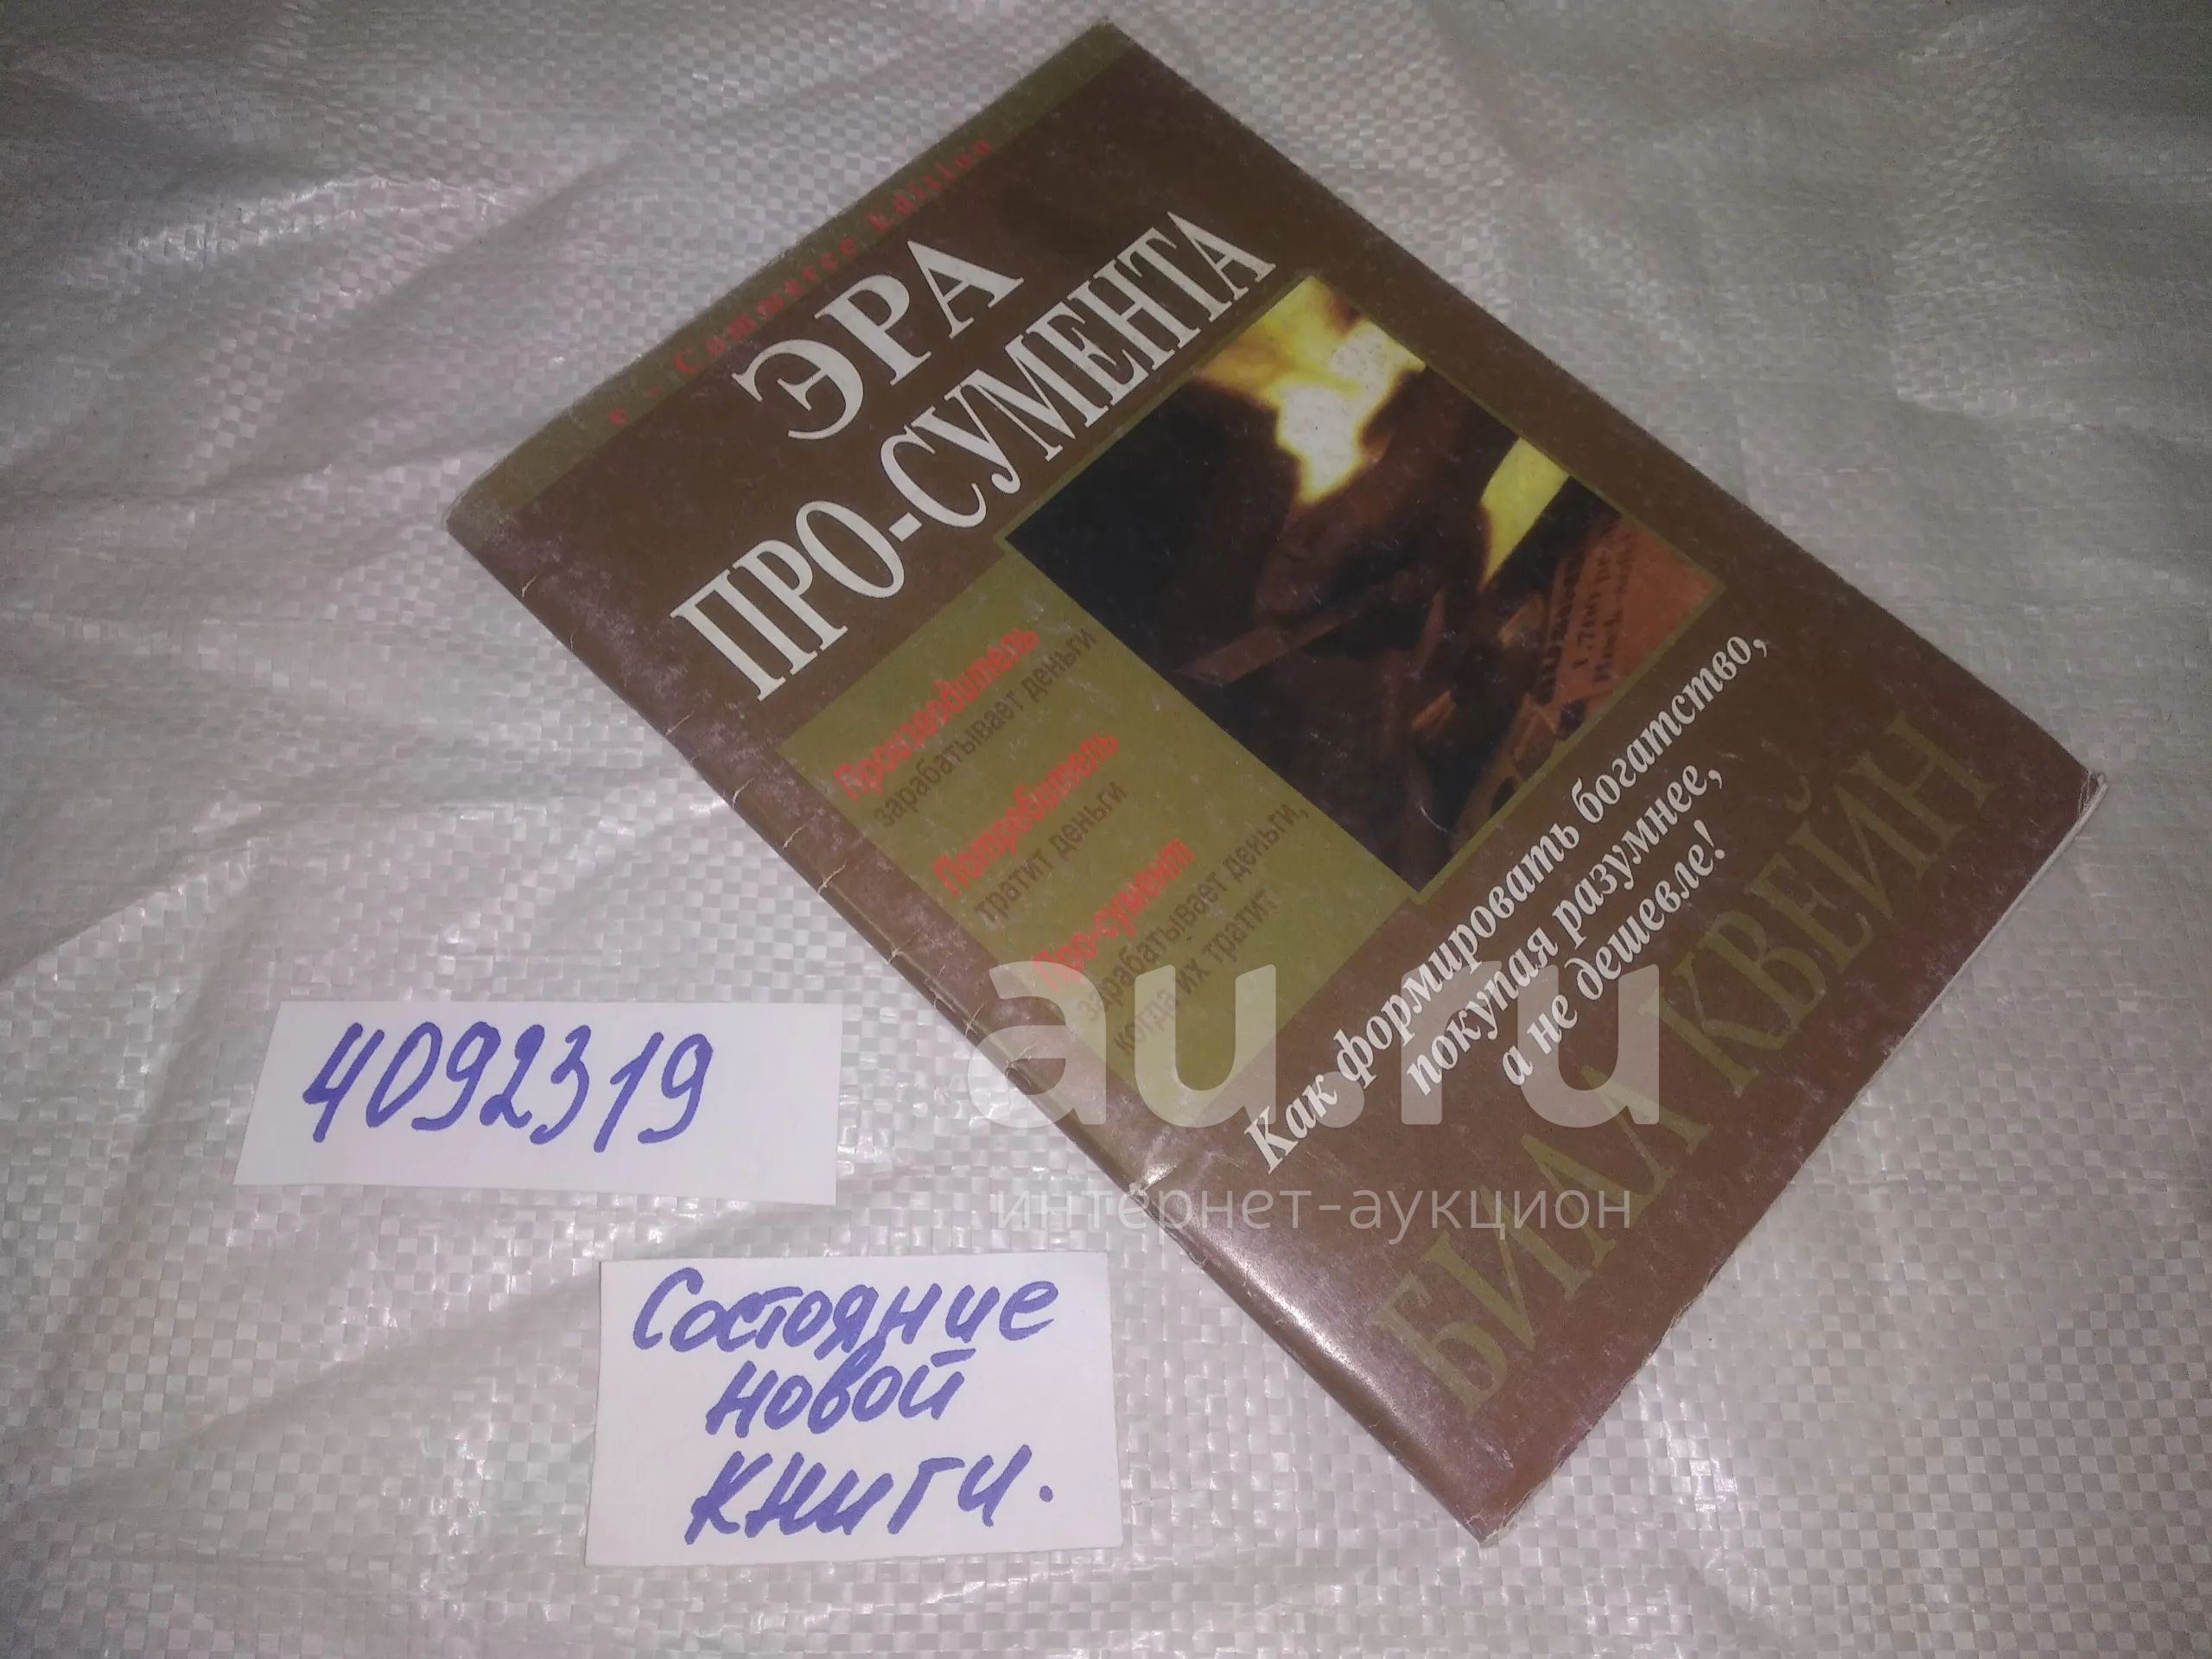 e - Commerce Edition
ЭРА
ПРО-СУМЕНТА
Производитель
зарабатывает деньги
Потребитель
тратит деньги
Про-сумент
зарабатывает деньги,
когда их тратит
Как формировать богатство,
покупая разумнее,
а не дешевле!
БИЛЛ КВЕЙН
4092319
Состояние
новой
книги.
au.ru
интернет-аукцион